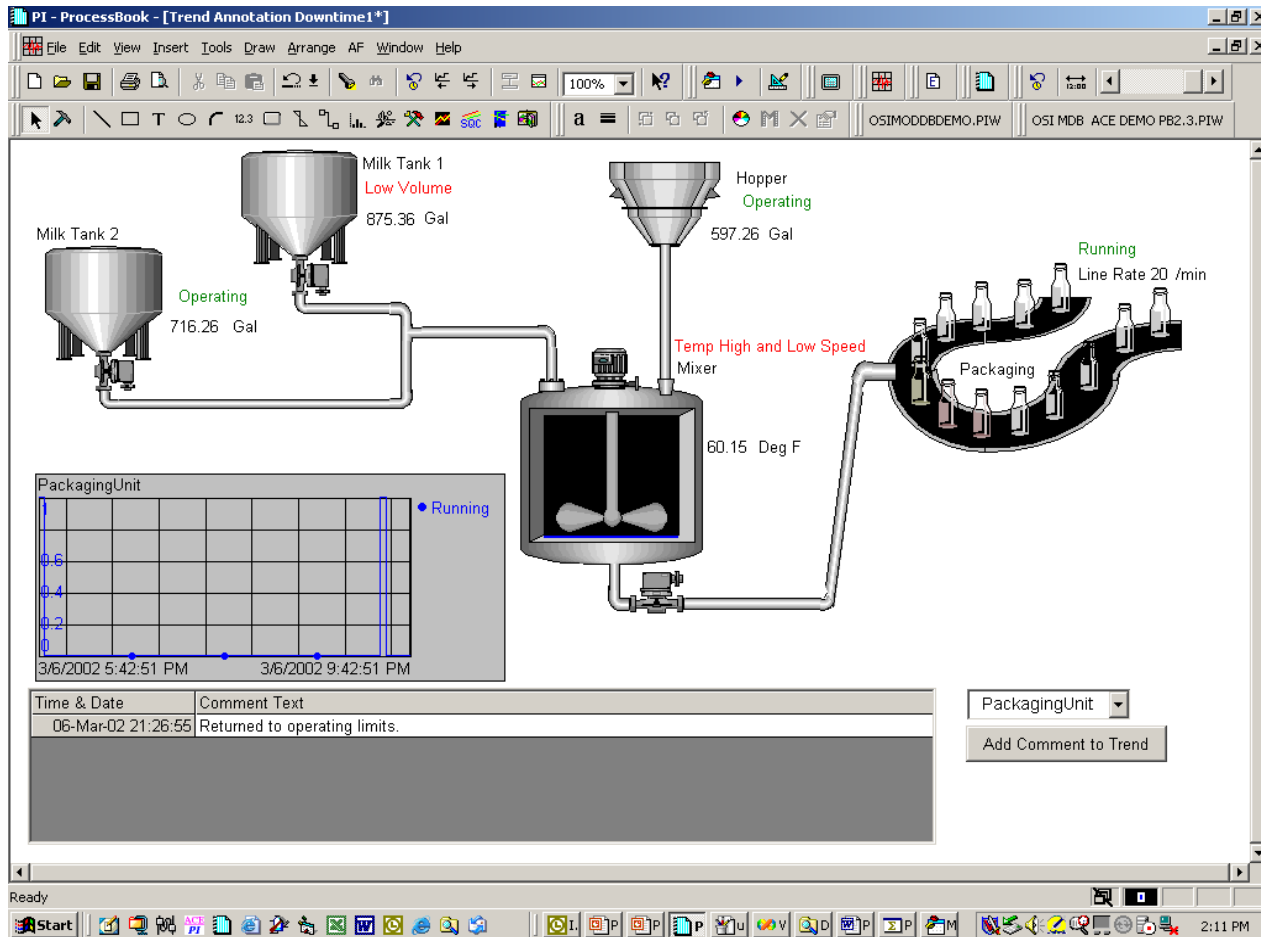 PI - ProcessBook - [Trend Annotation Downtime1*]
File Edit View Insert Tools Draw Arrange AF Window Help
100%
12:00
T 12.3 SQC a OSIMODDBDEMO.PIW OSI MDB ACE DEMO PB2.3.PIW
Milk Tank 1
Low Volume
875.36 Gal
Hopper
Operating
597.26 Gal
Milk Tank 2
Operating
716.26 Gal
Running
Line Rate 20 /min
Temp High and Low Speed
Mixer
Packaging
60.15 Deg F
PackagingUnit
Running
1
0.6
0.4
0.2
0
3/6/2002 5:42:51 PM 3/6/2002 9:42:51 PM
Time & Date Comment Text
06-Mar-02 21:26:55 Returned to operating limits.
PackagingUnit
Add Comment to Trend
Ready
Start ACE PI I. P P P u V D P P M 2:11 PM